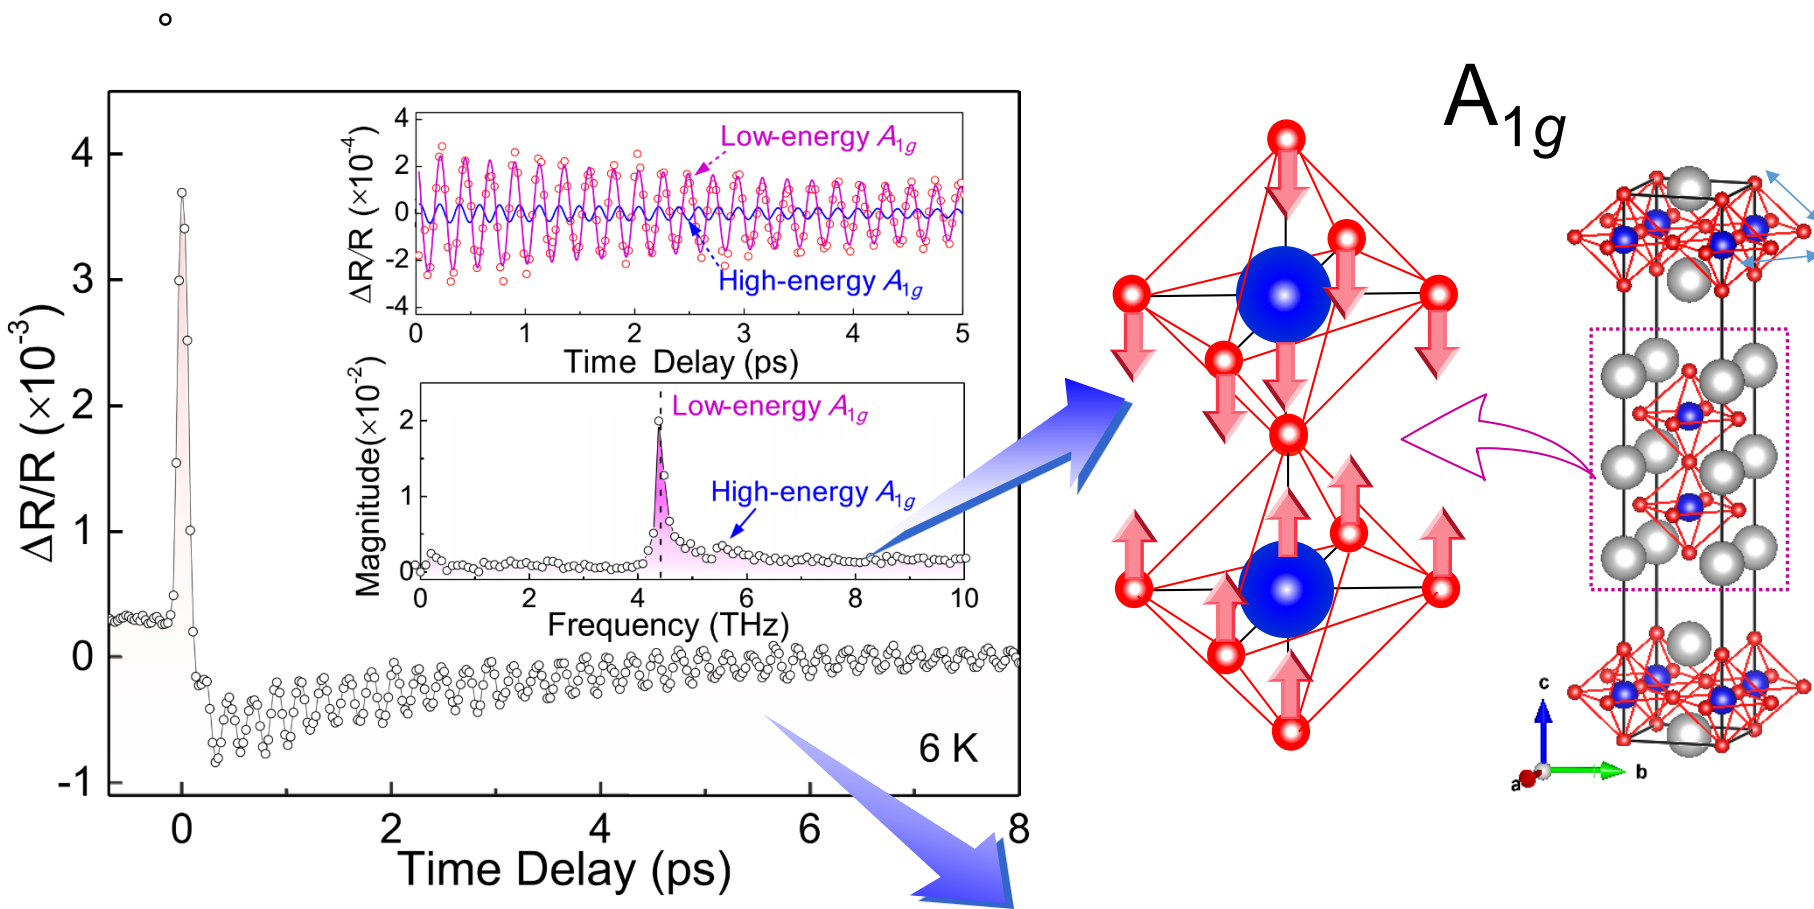 A1g
4
3
2
1
0
-1
ΔR/R (×10-3)
0
2
4
6
8
Time Delay (ps)
6 K
4
2
0
-2
-4
ΔR/R (×10-4)
Low-energy A1g
High-energy A1g
0
1
2
3
4
5
Time Delay (ps)
Magnitude(×10-2)
2
1
0
Low-energy A1g
High-energy A1g
0
2
4
6
8
10
Frequency (THz)
c
b
a